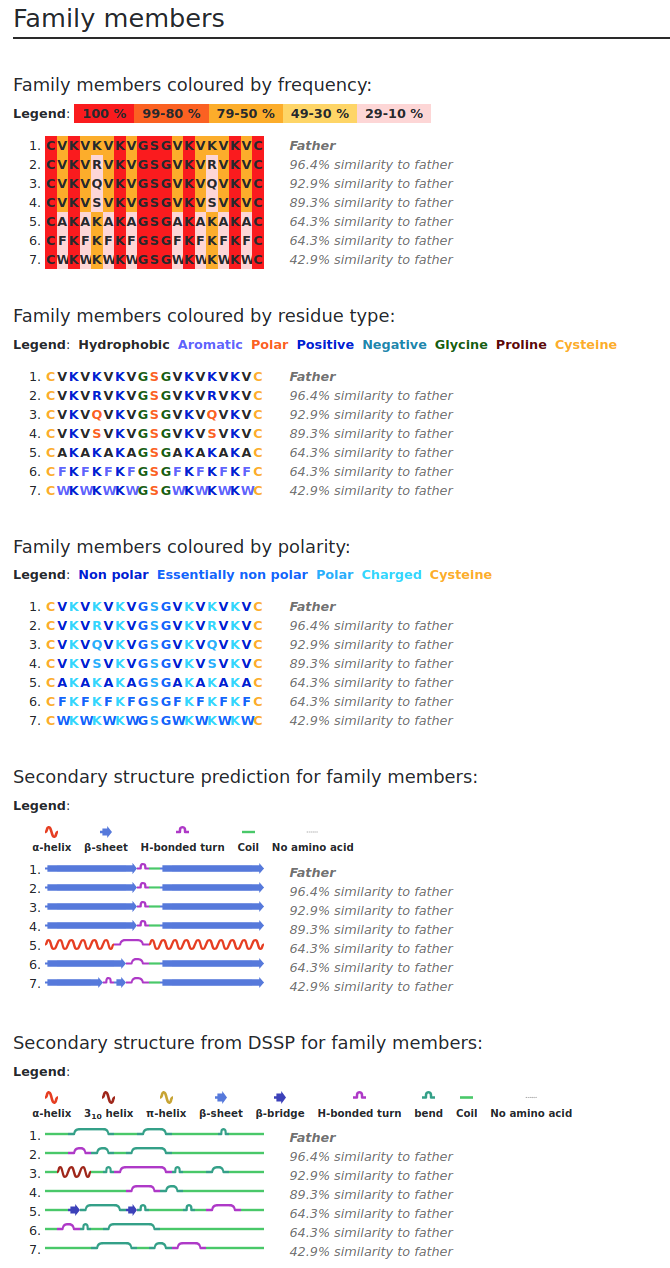 Family members
Family members coloured by frequency:
Legend: 100 % 99-80 % 79-50 % 49-30 % 29-10 %
1. CVKVKVKVGSGVKVKVKVC Father
2. CVKVRVKVGSGVKVRVKVC 96.4% similarity to father
3. CVKVQVKVGSGVKVQVKVC 92.9% similarity to father
4. CVKVSVKVGSGVKVSVKVC 89.3% similarity to father
5. CAKAKAKAGSGAKAKAKAC 64.3% similarity to father
6. CFKFKFKFGSGFKFKFKFC 64.3% similarity to father
7. CWKWKWKWGSGWKWKWKWC 42.9% similarity to father
Family members coloured by residue type:
Legend: Hydrophobic Aromatic Polar Positive Negative Glycine Proline Cysteine
1. CVKVKVKVGSGVKVKVKVC Father
2. CVKVRVKVGSGVKVRVKVC 96.4% similarity to father
3. CVKVQVKVGSGVKVQVKVC 92.9% similarity to father
4. CVKVSVKVGSGVKVSVKVC 89.3% similarity to father
5. CAKAKAKAGSGAKAKAKAC 64.3% similarity to father
6. CFKFKFKFGSGFKFKFKFC 64.3% similarity to father
7. CWKWKWKWGSGWKWKWKWC 42.9% similarity to father
Family members coloured by polarity:
Legend: Non polar Essentially non polar Polar Charged Cysteine
1. CVKVKVKVGSGVKVKVKVC Father
2. CVKVRVKVGSGVKVRVKVC 96.4% similarity to father
3. CVKVQVKVGSGVKVQVKVC 92.9% similarity to father
4. CVKVSVKVGSGVKVSVKVC 89.3% similarity to father
5. CAKAKAKAGSGAKAKAKAC 64.3% similarity to father
6. CFKFKFKFGSGFKFKFKFC 64.3% similarity to father
7. CWKWKWKWGSGWKWKWKWC 42.9% similarity to father
Secondary structure prediction for family members:
Legend:
α-helix β-sheet H-bonded turn Coil No amino acid
1. Father
2. 96.4% similarity to father
3. 92.9% similarity to father
4. 89.3% similarity to father
5. 64.3% similarity to father
6. 64.3% similarity to father
7. 42.9% similarity to father
Secondary structure from DSSP for family members:
Legend:
α-helix 3₁₀ helix π-helix β-sheet β-bridge H-bonded turn bend Coil No amino acid
1. Father
2. 96.4% similarity to father
3. 92.9% similarity to father
4. 89.3% similarity to father
5. 64.3% similarity to father
6. 64.3% similarity to father
7. 42.9% similarity to father